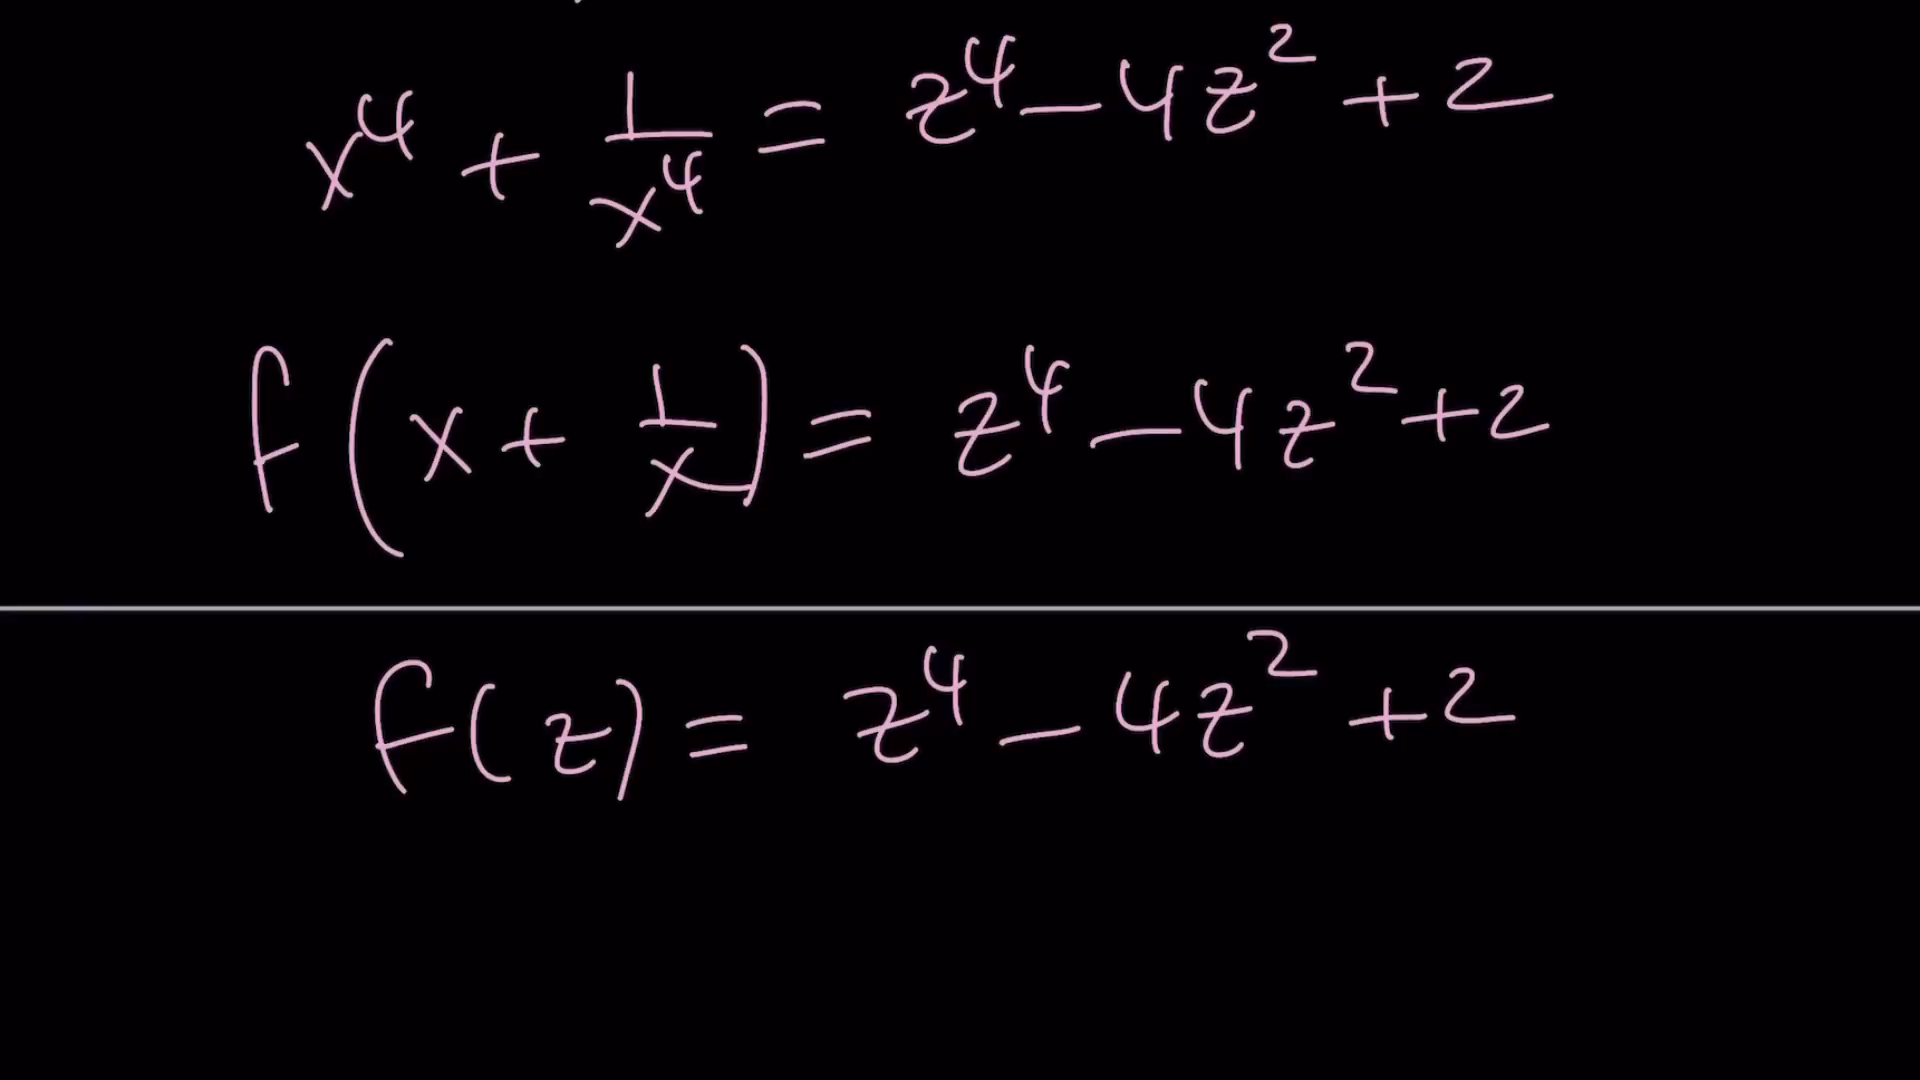 x⁴ + 1/x⁴ = z⁴ - 4z² + 2
f(x + 1/x) = z⁴ - 4z² + 2
f(z) = z⁴ - 4z² + 2